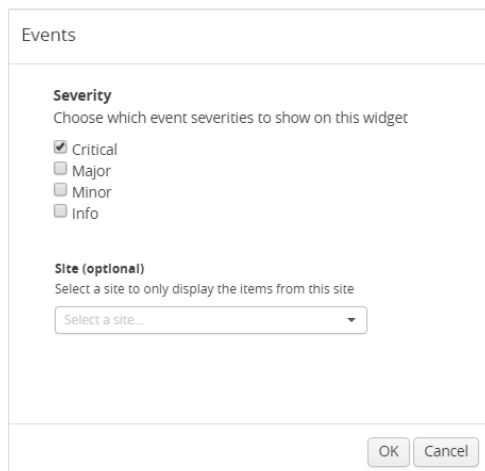 Events
Severity
Choose which event severities to show on this widget
Critical
Major
Minor
Info
Site (optional)
Select a site to only display the items from this site
Select a site...
OK Cancel